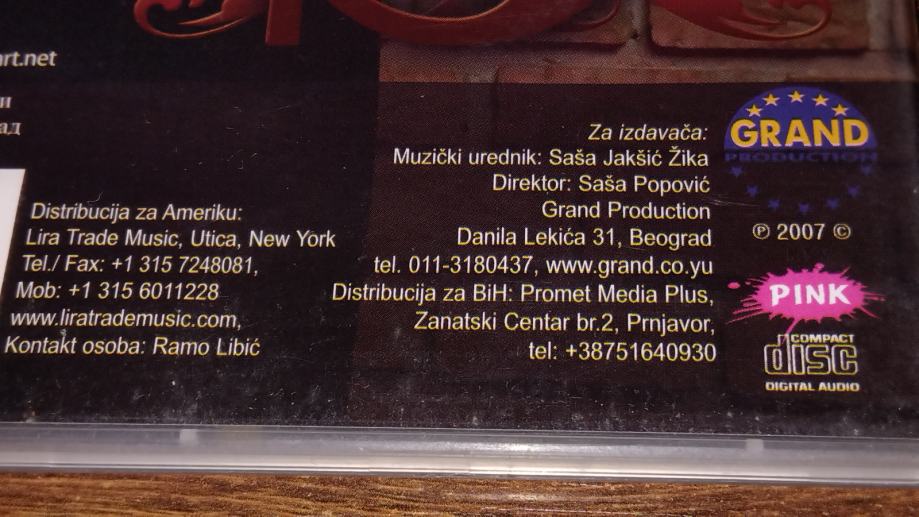 art.net
и
ад
Distribucija za Ameriku:
Lira Trade Music, Utica, New York
Tel./ Fax: +1 315 7248081,
Mob: +1 315 6011228
www.liratrademusic.com,
Kontakt osoba: Ramo Libić
Za izdavača:
Muzički urednik: Saša Jakšić Žika
Direktor: Saša Popović
Grand Production
Danila Lekića 31, Beograd
tel. 011-3180437, www.grand.co.yu
Distribucija za BiH: Promet Media Plus,
Zanatski Centar br.2, Prnjavor,
tel: +38751640930
GRAND
PRODUCTION
℗ 2007 ©
PINK
COMPACT
disc
DIGITAL AUDIO